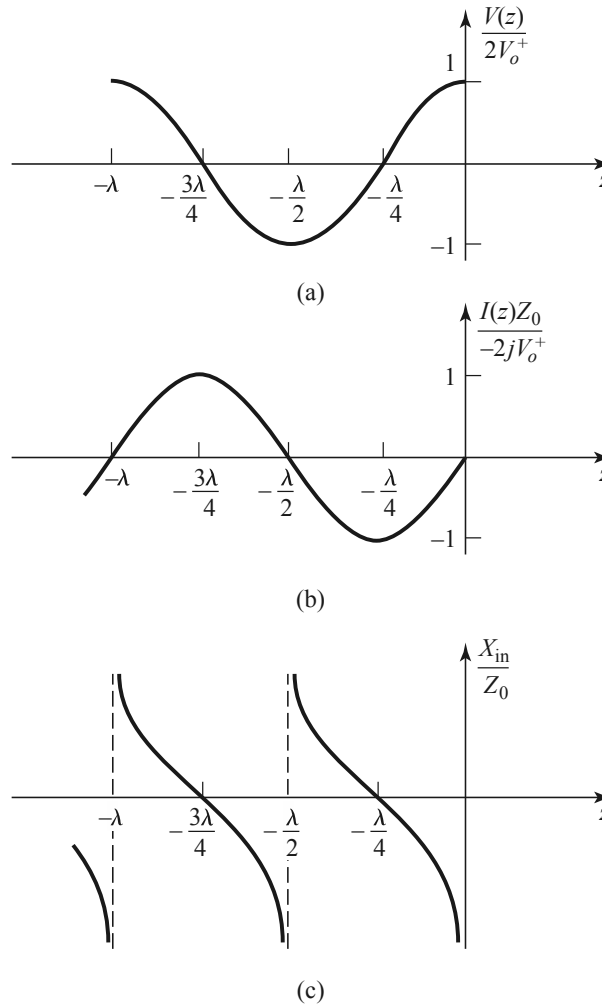 V(z)
2V_o^+
1
–λ
–3λ/4
–λ/2
–λ/4
–1
(a)
I(z)Z_0
–2jV_o^+
1
–λ
–3λ/4
–λ/2
–λ/4
–1
(b)
X_in
Z_0
–λ
–3λ/4
–λ/2
–λ/4
(c)